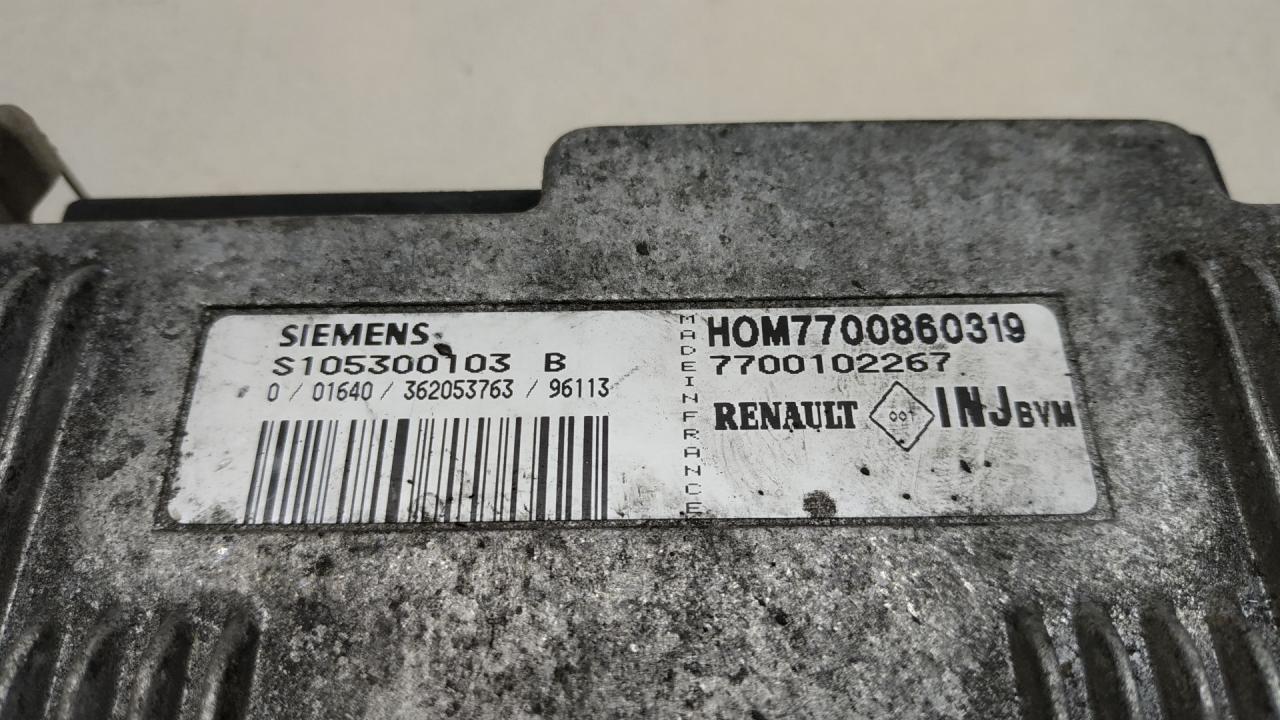 SIEMENS
S105300103 B
0 / 01640 / 362053763 / 96113
MADE IN FRANCE
HOM7700860319
7700102267
RENAULT INJ BVM